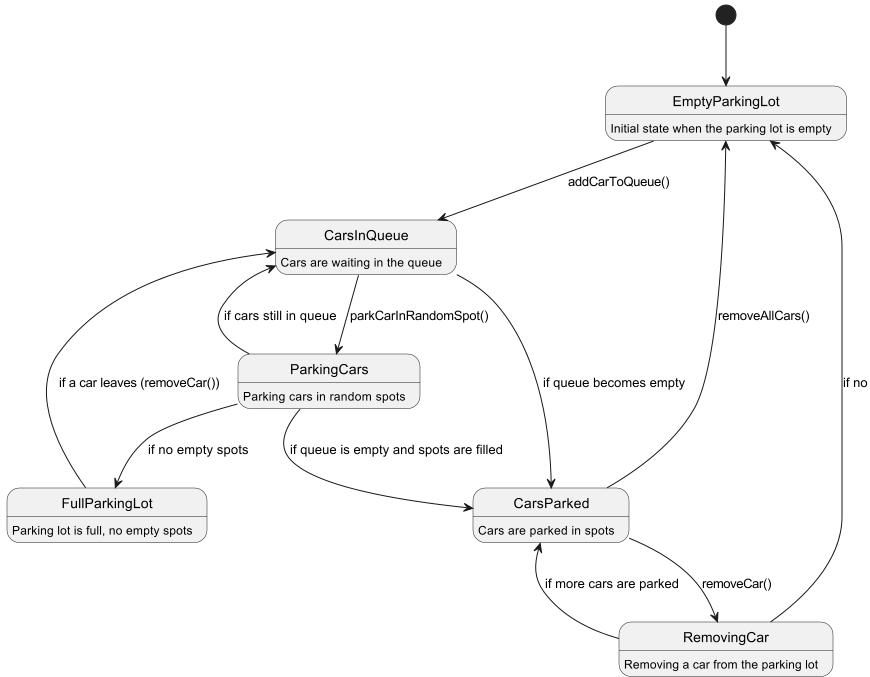 EmptyParkingLot
Initial state when the parking lot is empty
addCarToQueue()
CarsInQueue
Cars are waiting in the queue
if cars still in queue
parkCarInRandomSpot()
removeAllCars()
ParkingCars
Parking cars in random spots
if a car leaves (removeCar())
if queue becomes empty
if no
if no empty spots
if queue is empty and spots are filled
FullParkingLot
Parking lot is full, no empty spots
CarsParked
Cars are parked in spots
if more cars are parked
removeCar()
RemovingCar
Removing a car from the parking lot